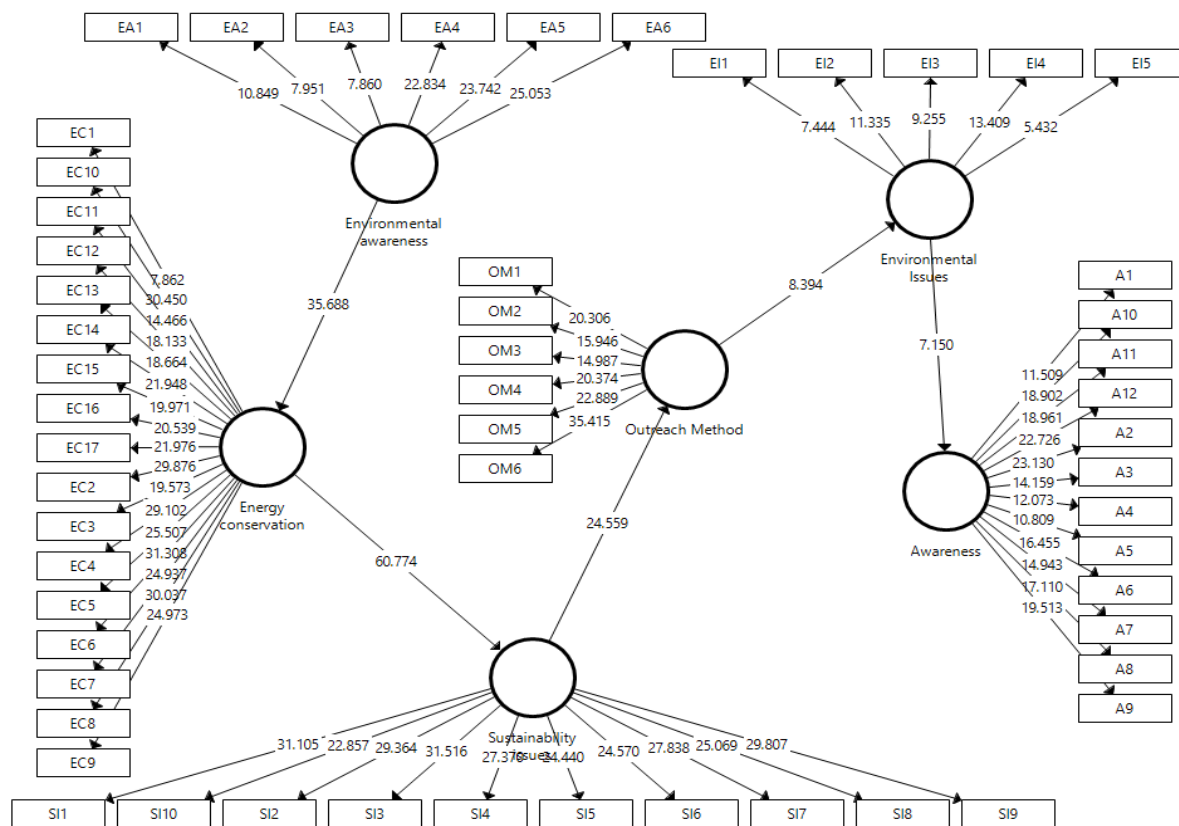 EA1 EA2 EA3 EA4 EA5 EA6
10.849 7.951 7.860 22.834 23.742 25.053
Environmental
awareness
35.688
EI1 EI2 EI3 EI4 EI5
7.444 11.335 9.255 13.409 5.432
Environmental
Issues
8.394
7.150
EC1
EC10
EC11
EC12
EC13
EC14
EC15
EC16
EC17
EC2
EC3
EC4
EC5
EC6
EC7
EC8
EC9
7.862
30.450
14.466
18.133
18.664
21.948
19.971
20.539
21.976
29.876
19.573
29.102
25.507
31.308
24.937
30.037
24.973
Energy
conservation
60.774
OM1
OM2
OM3
OM4
OM5
OM6
20.306
15.946
14.987
20.374
22.889
35.415
Outreach Method
24.559
A1
A10
A11
A12
A2
A3
A4
A5
A6
A7
A8
A9
11.509
18.902
18.961
22.726
23.130
14.159
12.073
10.809
16.455
14.943
17.110
19.513
Awareness
Sustainability
issues
31.105 22.857 29.364 31.516 27.370 24.440 24.570 27.838 25.069 29.807
SI1 SI10 SI2 SI3 SI4 SI5 SI6 SI7 SI8 SI9